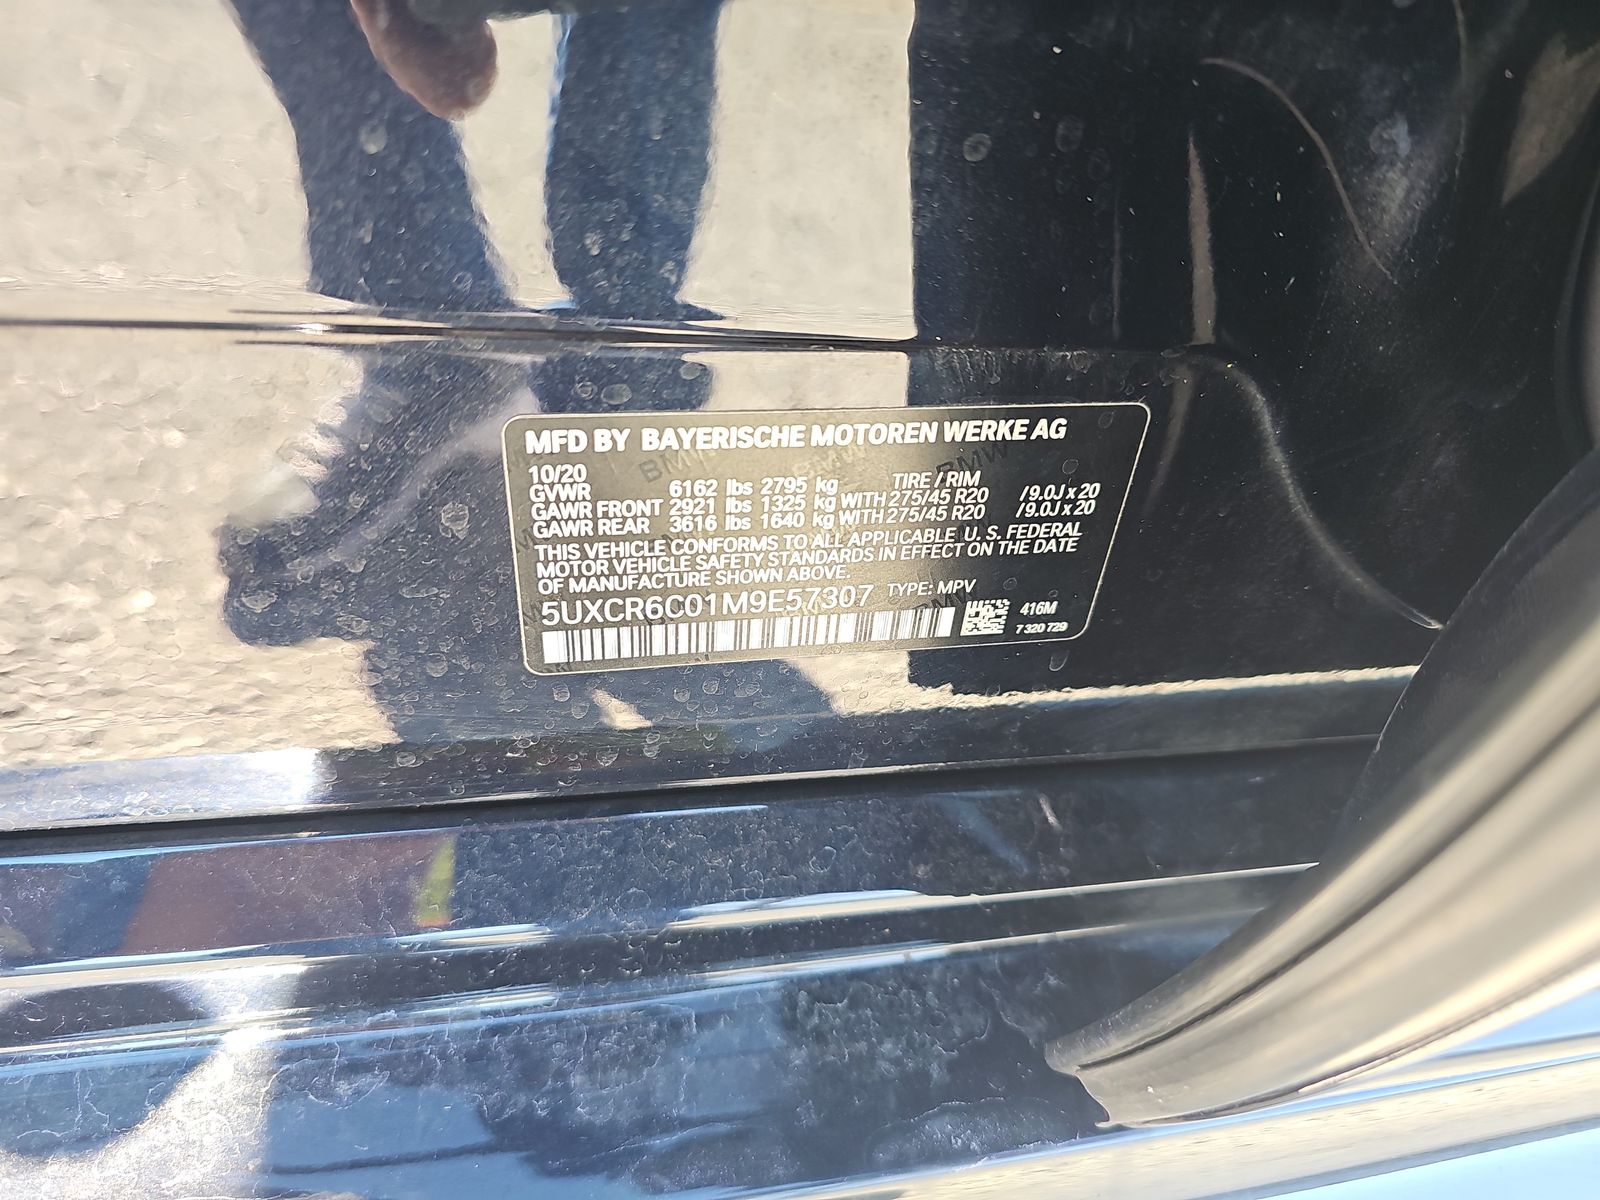 MFD BY BAYERISCHE MOTOREN WERKE AG
10/20 TIRE / RIM
GVWR 6162 lbs 2795 kg
GAWR FRONT 2921 lbs 1325 kg WITH 275/45 R20 /9.0J x 20
GAWR REAR 3616 lbs 1640 kg WITH 275/45 R20 /9.0J x 20
THIS VEHICLE CONFORMS TO ALL APPLICABLE U. S. FEDERAL
MOTOR VEHICLE SAFETY STANDARDS IN EFFECT ON THE DATE
OF MANUFACTURE SHOWN ABOVE.
5UXCR6C01M9E57307 TYPE: MPV
416M
7 320 729